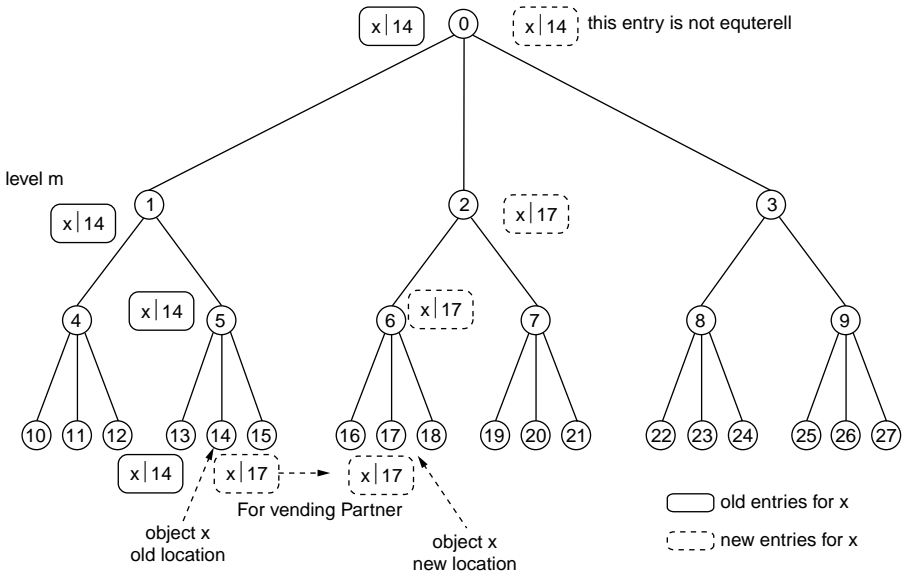 x|14 0 x|14 this entry is not equterell
level m
1 2 3
x|14 x|17
4 x|14 5 6 x|17 7 8 9
10 11 12 13 14 15 16 17 18 19 20 21 22 23 24 25 26 27
x|14 x|17 x|17
For vending Partner
old entries for x
object x
old location
object x
new location
new entries for x